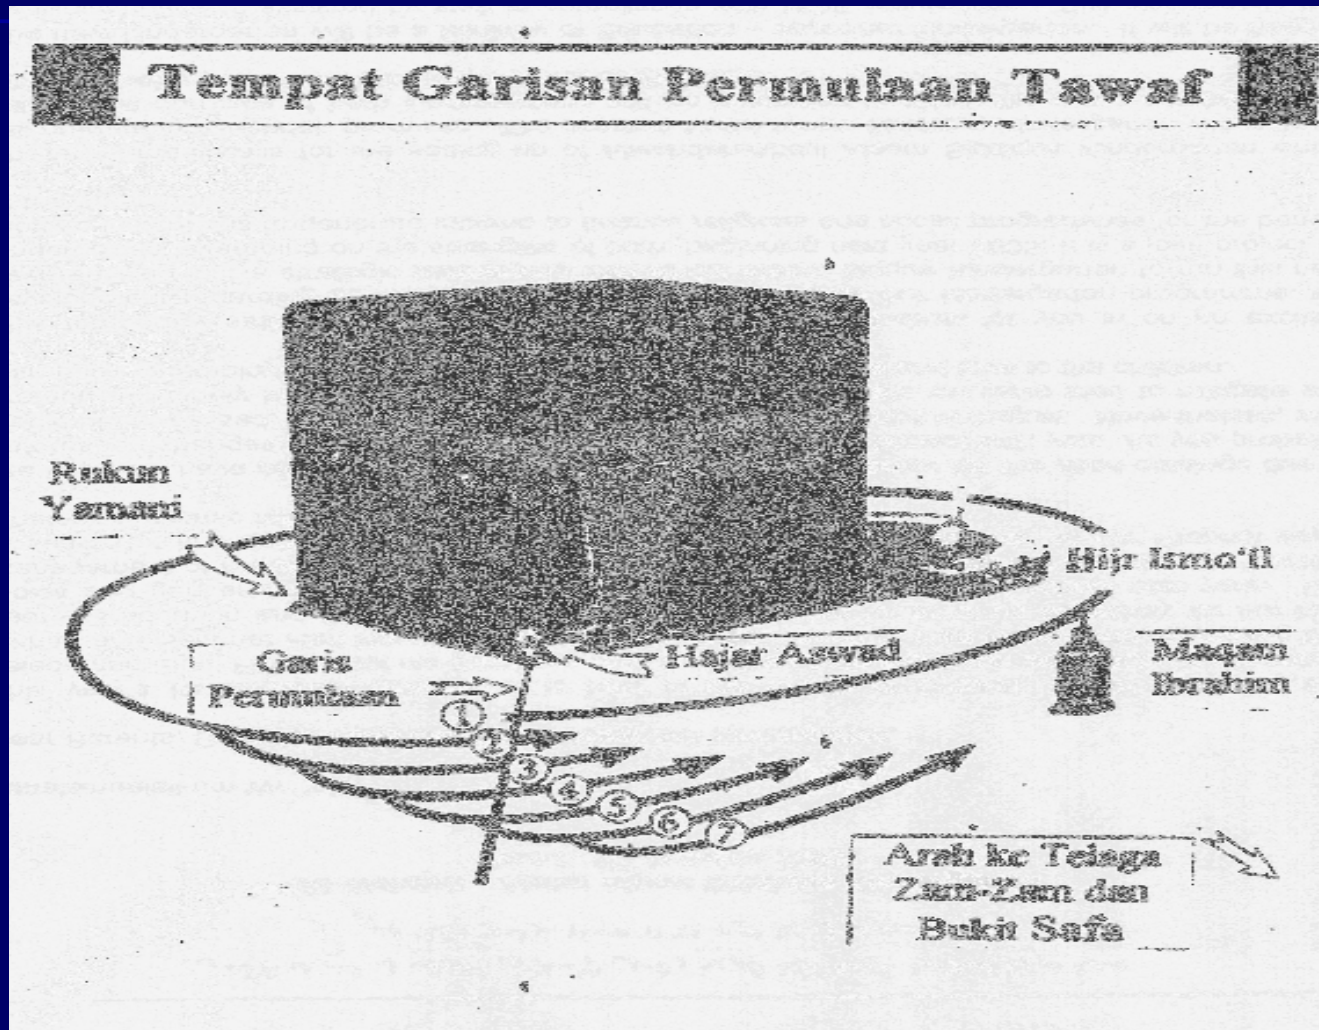 Tempat Garisan Permulaan Tawaf
Rukun
Yamani
Hijr Isma'il
Hajar Aswad
Garis
Permulaan
Maqam
Ibrahim
1
2
3
4
5
6
7
Arah ke Telaga
Zam-Zam dan
Bukit Safa